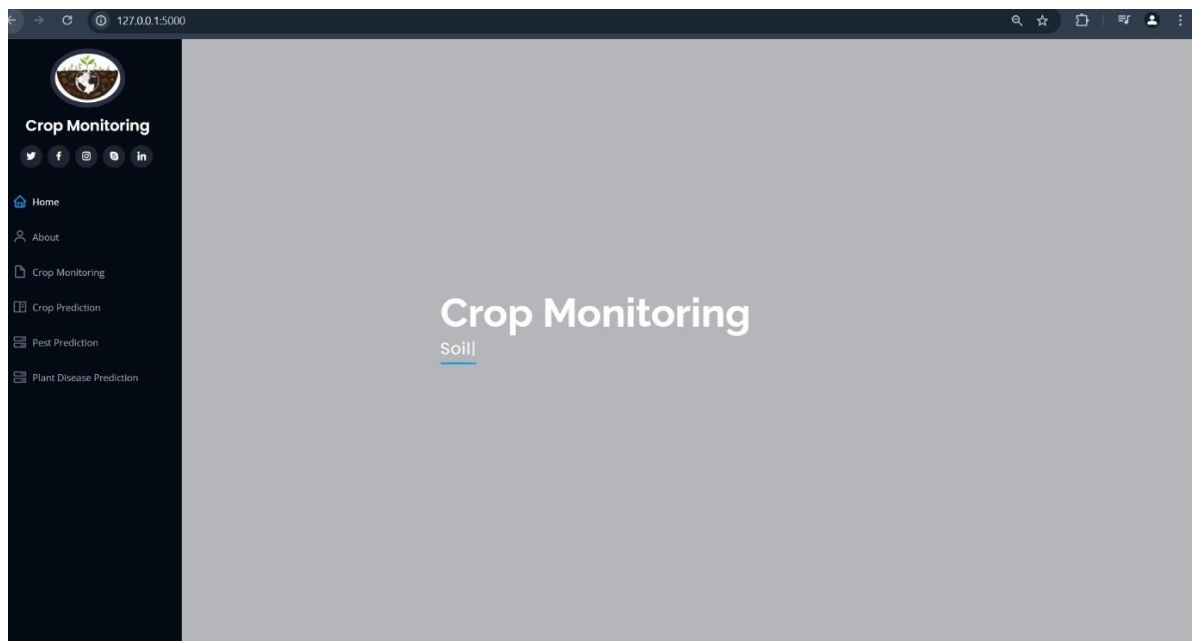 127.0.0.1:5000
Crop Monitoring
Home
About
Crop Monitoring
Crop Prediction
Pest Prediction
Plant Disease Prediction
Crop Monitoring
Soil|